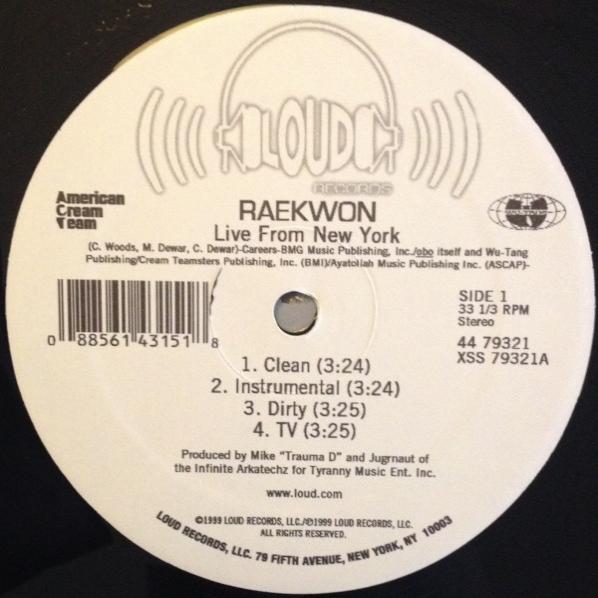 LOUD
RECORDS
American
Cream
Team
WU-TANG
RAEKWON
Live From New York
(C. Woods, M. Dewar, C. Dewar)-Careers-BMG Music Publishing, Inc./obo itself and Wu-Tang
Publishing/Cream Teamsters Publishing, Inc. (BMI)/Ayatollah Music Publishing Inc. (ASCAP)-
0 88561 43151 8
SIDE 1
33 1/3 RPM
Stereo
44 79321
XSS 79321A
1. Clean (3:24)
2. Instrumental (3:24)
3. Dirty (3:25)
4. TV (3:25)
Produced by Mike "Trauma D" and Jugrnaut of
the Infinite Arkatechz for Tyranny Music Ent. Inc.
www.loud.com
©1999 LOUD RECORDS, LLC./℗1999 LOUD RECORDS, LLC.
ALL RIGHTS RESERVED.
LOUD RECORDS, LLC. 79 FIFTH AVENUE, NEW YORK, NY 10003